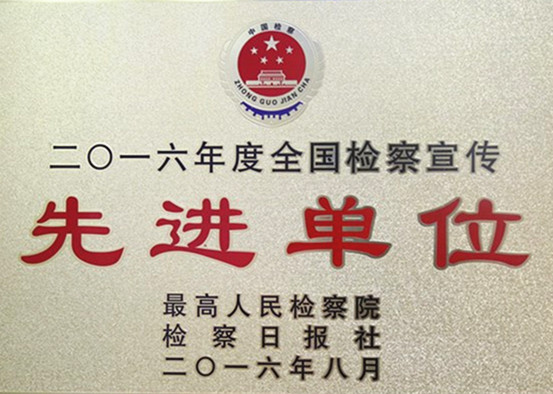 中国检察
ZHONG GUO JIAN CHA
二〇一六年度全国检察宣传
先进单位
最高人民检察院
检察日报社
二〇一六年八月